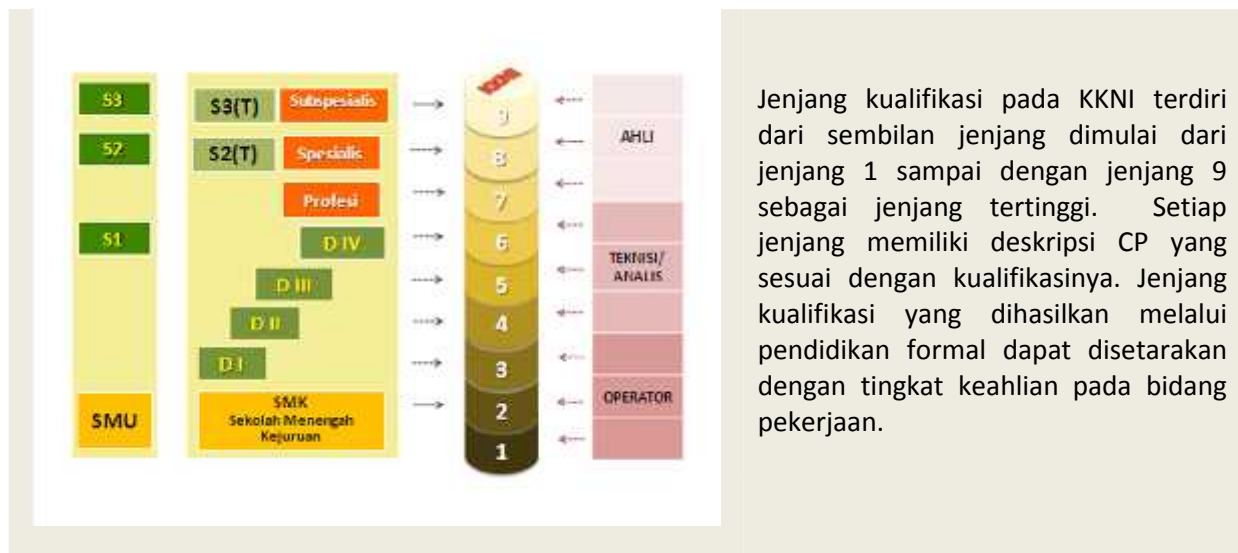 S3
S2
S1
SMU
S3(T)
Subspesialis
S2(T)
Spesialis
Profesi
D IV
D III
D II
D I
SMK
Sekolah Menengah
Kejuruan
9
8
7
6
5
4
3
2
1
AHLI
TEKNISI/
ANALIS
OPERATOR
Jenjang kualifikasi pada KKNI terdiri
dari sembilan jenjang dimulai dari
jenjang 1 sampai dengan jenjang 9
sebagai jenjang tertinggi. Setiap
jenjang memiliki deskripsi CP yang
sesuai dengan kualifikasinya. Jenjang
kualifikasi yang dihasilkan melalui
pendidikan formal dapat disetarakan
dengan tingkat keahlian pada bidang
pekerjaan.